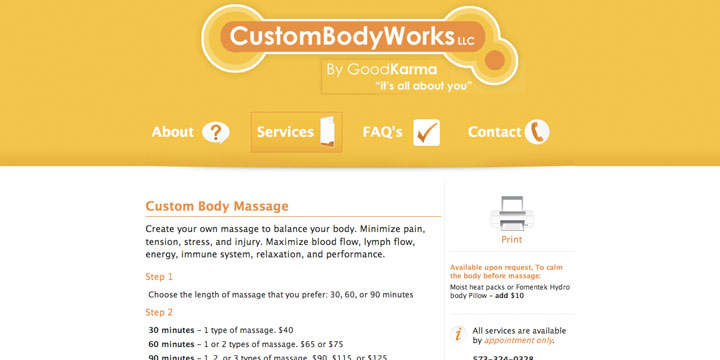 CustomBodyWorks LLC
By GoodKarma
"it's all about you"
About ?
Services
FAQ's
Contact
Custom Body Massage
Create your own massage to balance your body. Minimize pain,
tension, stress, and injury. Maximize blood flow, lymph flow,
energy, immune system, relaxation, and performance.
Step 1
Choose the length of massage that you prefer: 30, 60, or 90 minutes
Step 2
30 minutes – 1 type of massage. $40
60 minutes – 1 or 2 types of massage. $65 or $75
90 minutes – 1, 2, or 3 types of massage. $90, $115, or $125
Print
Available upon request, To calm
the body before massage:
Moist heat packs or Fomentek Hydro
body Pillow – add $10
i
All services are available
by appointment only.
573-324-0328